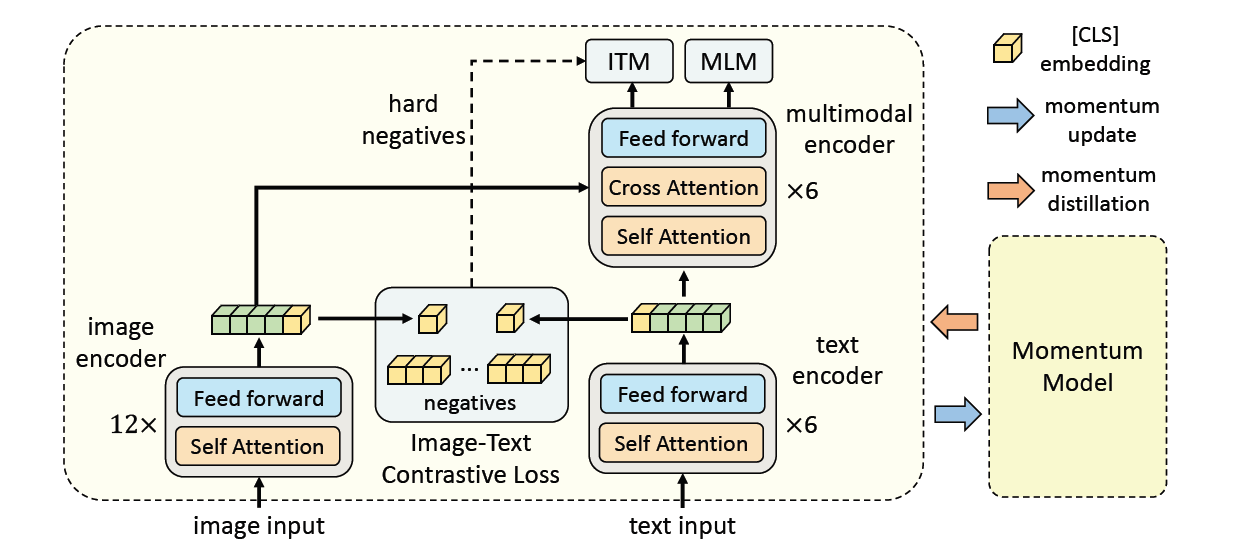 ITM
MLM
[CLS]
embedding
hard
negatives
multimodal
encoder
Feed forward
Cross Attention
Self Attention
×6
momentum
update
momentum
distillation
image
encoder
Feed forward
Self Attention
12×
...
negatives
Image-Text
Contrastive Loss
text
encoder
Feed forward
Self Attention
×6
Momentum
Model
image input
text input